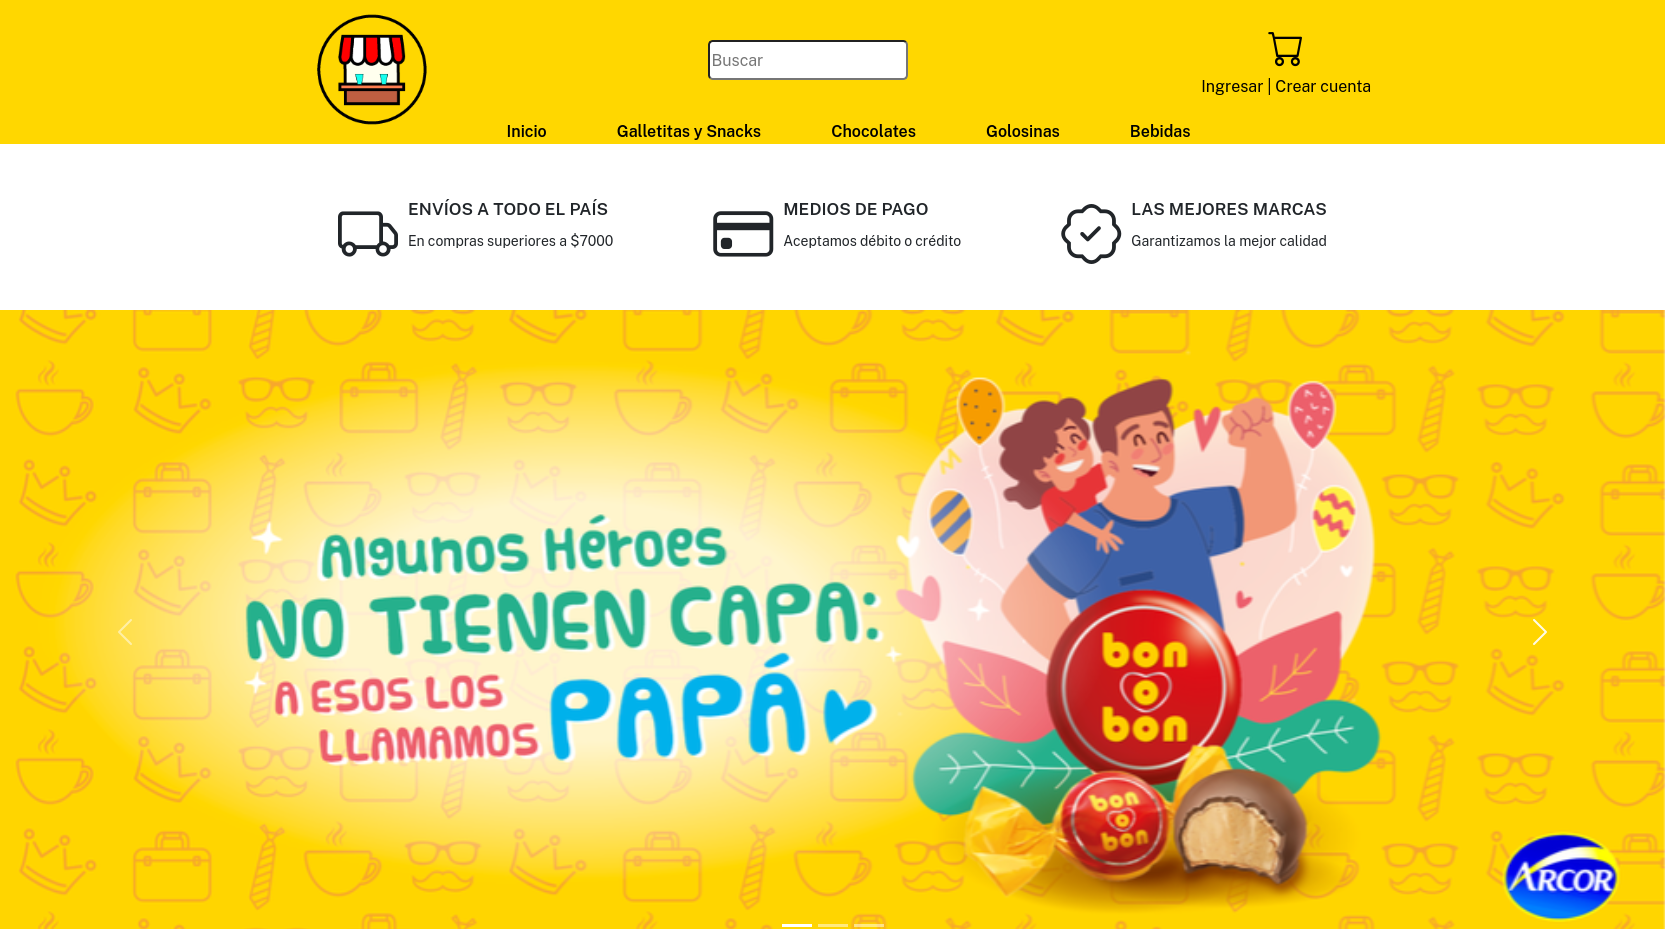 Buscar
Ingresar | Crear cuenta
Inicio
Galletitas y Snacks
Chocolates
Golosinas
Bebidas
ENVÍOS A TODO EL PAÍS
En compras superiores a $7000
MEDIOS DE PAGO
Aceptamos débito o crédito
LAS MEJORES MARCAS
Garantizamos la mejor calidad
Algunos Héroes
NO TIENEN CAPA:
A ESOS LOS
LLAMAMOS PAPÁ
bon
o
bon
bon
o
bon
ARCOR